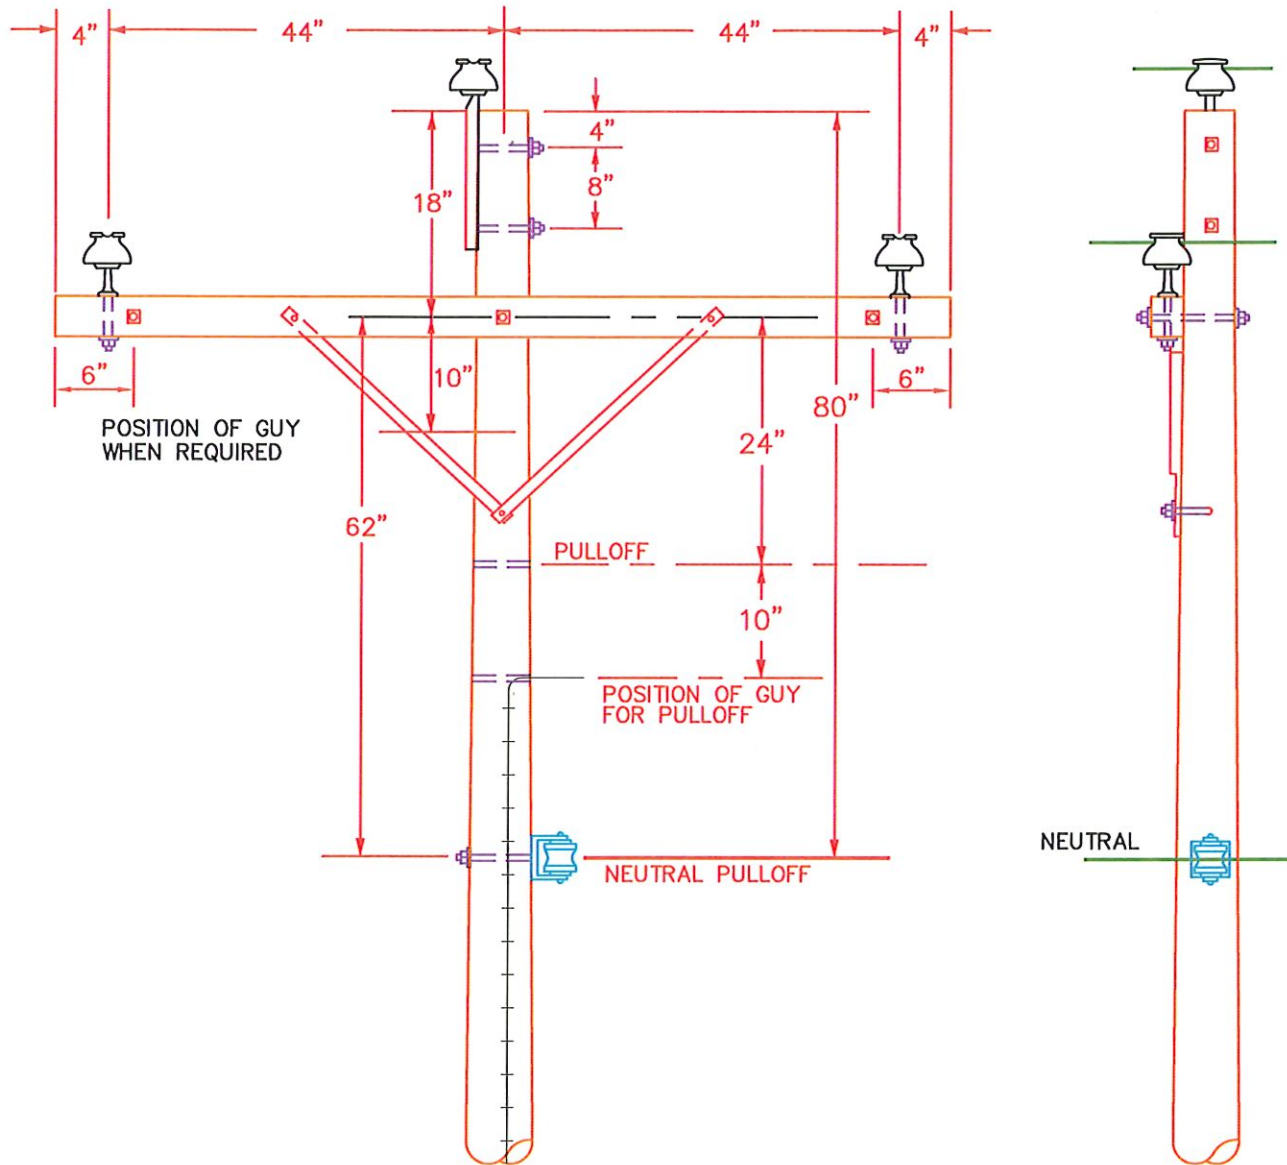 4" 44" 44" 4"
4"
8"
18"
6" 10" 6"
80"
POSITION OF GUY
WHEN REQUIRED
24"
62"
PULLOFF
10"
POSITION OF GUY
FOR PULLOFF
NEUTRAL
NEUTRAL PULLOFF